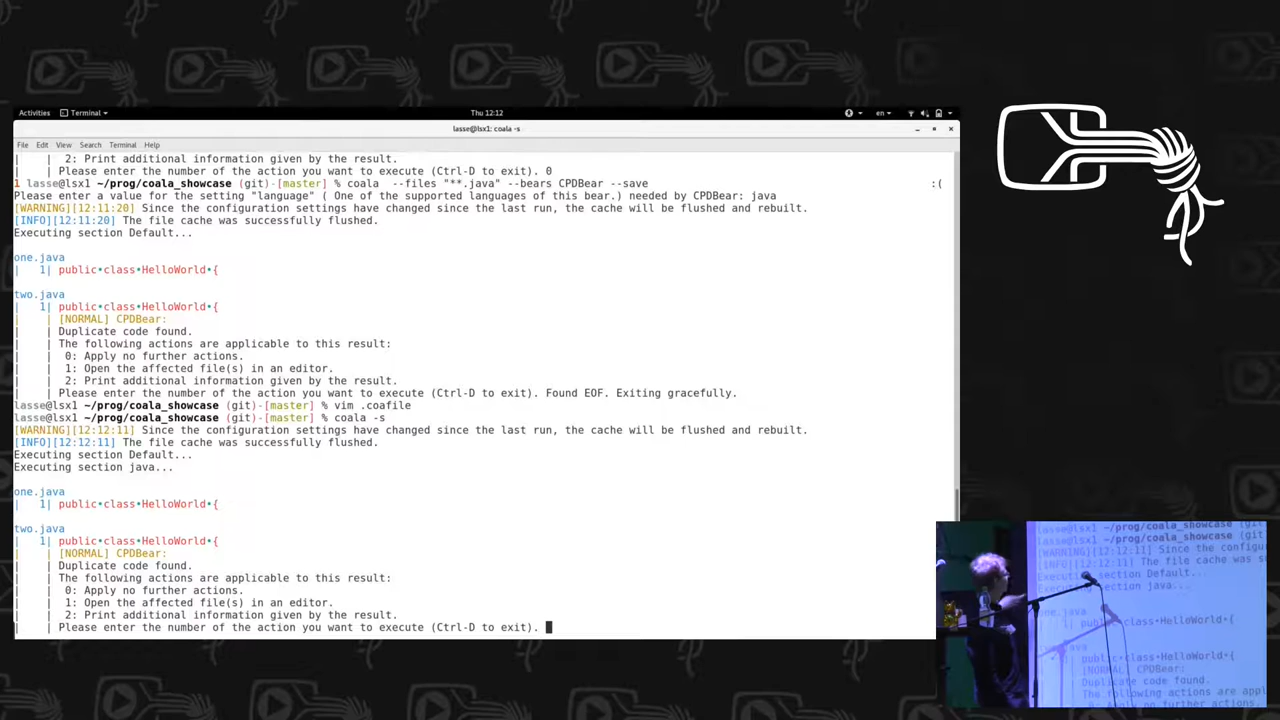 Activities Terminal Thu 12:12 en
lasse@lsx1: coala -s
File Edit View Search Terminal Help
| | 2: Print additional information given by the result.
| | Please enter the number of the action you want to execute (Ctrl-D to exit). 0
1 lasse@lsx1 ~/prog/coala_showcase (git)-[master] % coala  --files "**.java" --bears CPDBear --save :(
Please enter a value for the setting "language" ( One of the supported languages of this bear.) needed by CPDBear: java
[WARNING][12:11:20] Since the configuration settings have changed since the last run, the cache will be flushed and rebuilt.
[INFO][12:11:20] The file cache was successfully flushed.
Executing section Default...
one.java
| 1| public•class•HelloWorld•{
two.java
| 1| public•class•HelloWorld•{
| | [NORMAL] CPDBear:
| | Duplicate code found.
| | The following actions are applicable to this result:
| | 0: Apply no further actions.
| | 1: Open the affected file(s) in an editor.
| | 2: Print additional information given by the result.
| | Please enter the number of the action you want to execute (Ctrl-D to exit). Found EOF. Exiting gracefully.
lasse@lsx1 ~/prog/coala_showcase (git)-[master] % vim .coafile
lasse@lsx1 ~/prog/coala_showcase (git)-[master] % coala -s
[WARNING][12:12:11] Since the configuration settings have changed since the last run, the cache will be flushed and rebuilt.
[INFO][12:12:11] The file cache was successfully flushed.
Executing section Default...
Executing section java...
one.java
| 1| public•class•HelloWorld•{
two.java
| 1| public•class•HelloWorld•{
| | [NORMAL] CPDBear:
| | Duplicate code found.
| | The following actions are applicable to this result:
| | 0: Apply no further actions.
| | 1: Open the affected file(s) in an editor.
| | 2: Print additional information given by the result.
| | Please enter the number of the action you want to execute (Ctrl-D to exit).